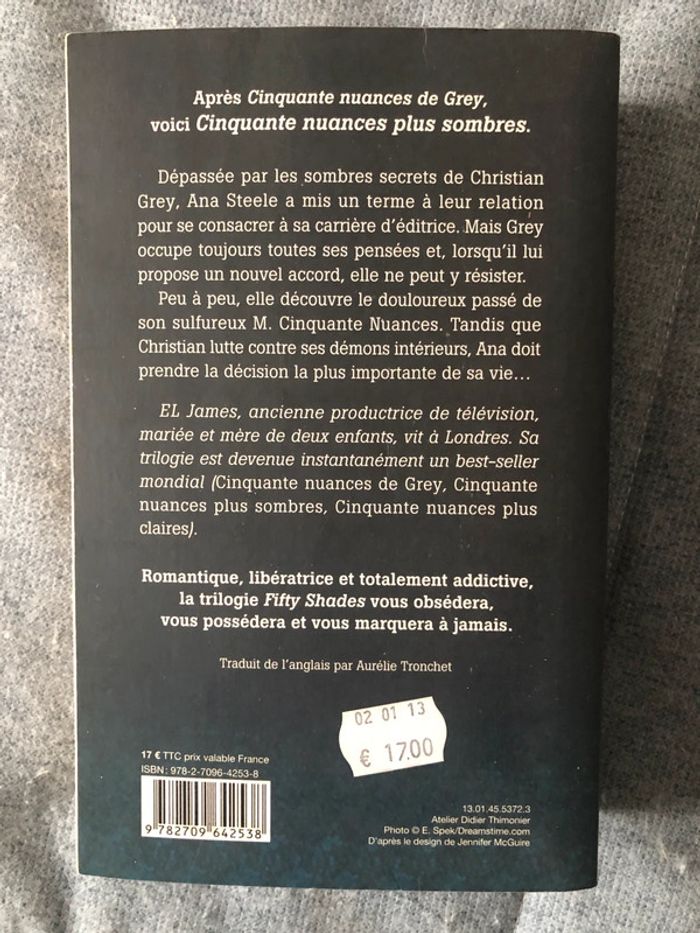 Après Cinquante nuances de Grey,
voici Cinquante nuances plus sombres.
Dépassée par les sombres secrets de Christian
Grey, Ana Steele a mis un terme à leur relation
pour se consacrer à sa carrière d'éditrice. Mais Grey
occupe toujours toutes ses pensées et, lorsqu'il lui
propose un nouvel accord, elle ne peut y résister.
Peu à peu, elle découvre le douloureux passé de
son sulfureux M. Cinquante Nuances. Tandis que
Christian lutte contre ses démons intérieurs, Ana doit
prendre la décision la plus importante de sa vie…
EL James, ancienne productrice de télévision,
mariée et mère de deux enfants, vit à Londres. Sa
trilogie est devenue instantanément un best-seller
mondial (Cinquante nuances de Grey, Cinquante
nuances plus sombres, Cinquante nuances plus
claires).
Romantique, libératrice et totalement addictive,
la trilogie Fifty Shades vous obsédera,
vous possédera et vous marquera à jamais.
Traduit de l'anglais par Aurélie Tronchet
02 01 13
€ 17.00
17 € TTC prix valable France
ISBN : 978-2-7096-4253-8
9 782709 642538
13.01.45.5372.3
Atelier Didier Thimonier
Photo © E. Spek/Dreamstime.com
D'après le design de Jennifer McGuire